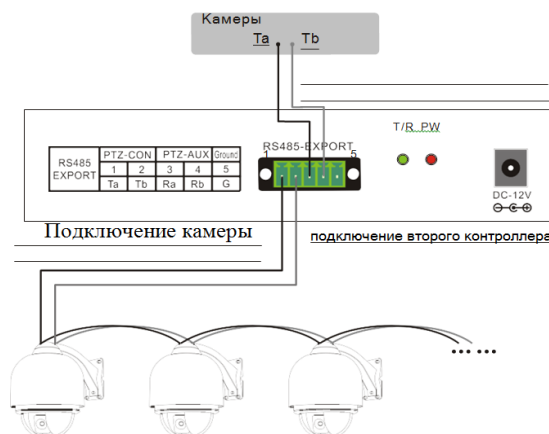 Камеры
Ta Tb
T/R PW
RS485-EXPORT
1 5
RS485 EXPORT
PTZ-CON PTZ-AUX Ground
1 2 3 4 5
Ta Tb Ra Rb G
DC-12V
Подключение камеры
подключение второго контроллера